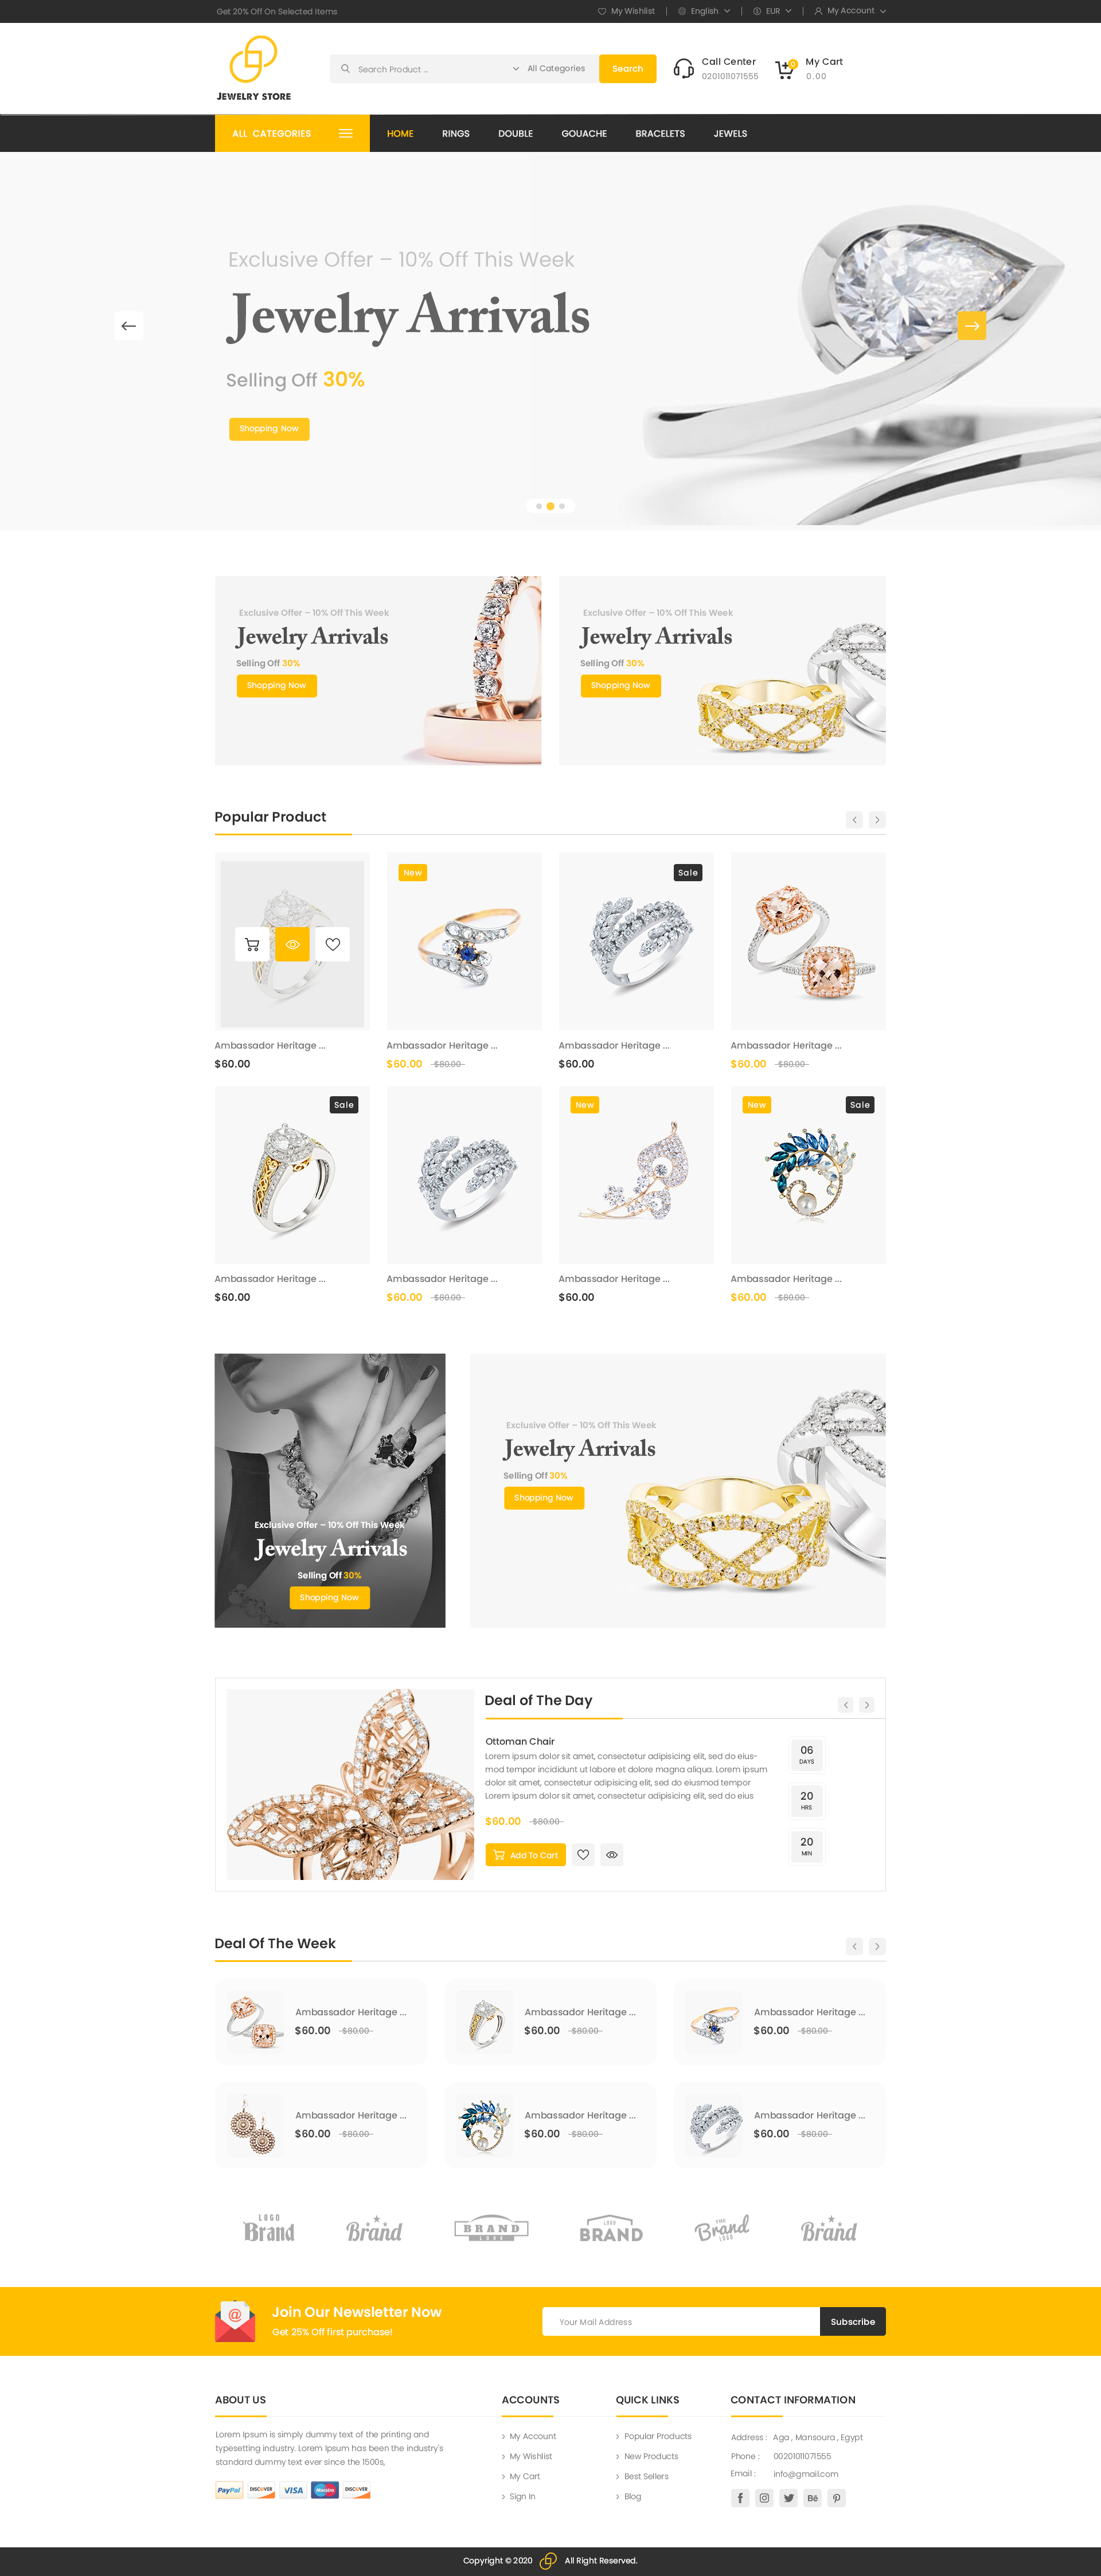 Get 20% Off On Selected Items
My Wishlist
English
EUR
My Account
JEWELRY STORE
Search Product ...
All Categories
Search
Call Center
0201011071555
0
My Cart
0.00
ALL CATEGORIES
HOME
RINGS
DOUBLE
GOUACHE
BRACELETS
JEWELS
Exclusive Offer – 10% Off This Week
Jewelry Arrivals
Selling Off 30%
Shopping Now
Exclusive Offer – 10% Off This Week
Jewelry Arrivals
Selling Off 30%
Shopping Now
Exclusive Offer – 10% Off This Week
Jewelry Arrivals
Selling Off 30%
Shopping Now
Popular Product
New
Sale
Ambassador Heritage ...
$60.00
Ambassador Heritage ...
$60.00 $80.00
Ambassador Heritage ...
$60.00
Ambassador Heritage ...
$60.00 $80.00
Sale
New
New
Sale
Ambassador Heritage ...
$60.00
Ambassador Heritage ...
$60.00 $80.00
Ambassador Heritage ...
$60.00
Ambassador Heritage ...
$60.00 $80.00
Exclusive Offer – 10% Off This Week
Jewelry Arrivals
Selling Off 30%
Shopping Now
Exclusive Offer – 10% Off This Week
Jewelry Arrivals
Selling Off 30%
Shopping Now
Deal of The Day
Ottoman Chair
Lorem ipsum dolor sit amet, consectetur adipisicing elit, sed do eius-
mod tempor incididunt ut labore et dolore magna aliqua. Lorem ipsum
dolor sit amet, consectetur adipisicing elit, sed do eiusmod tempor
Lorem ipsum dolor sit amet, consectetur adipisicing elit, sed do eius
$60.00 $80.00
Add To Cart
06
DAYS
20
HRS
20
MIN
Deal Of The Week
Ambassador Heritage ...
$60.00 $80.00
Ambassador Heritage ...
$60.00 $80.00
Ambassador Heritage ...
$60.00 $80.00
Ambassador Heritage ...
$60.00 $80.00
Ambassador Heritage ...
$60.00 $80.00
Ambassador Heritage ...
$60.00 $80.00
LOGO
Brand
Brand
BRAND
LOGO
LOGO
BRAND
THE
Brand
LOGO
Brand
@
Join Our Newsletter Now
Get 25% Off first purchase!
Your Mail Address
Subscribe
ABOUT US
Lorem Ipsum is simply dummy text of the printing and
typesetting industry. Lorem Ipsum has been the industry's
standard dummy text ever since the 1500s,
PayPal
DISCOVER
VISA
Maestro
DISCOVER
ACCOUNTS
My Account
My Wishlist
My Cart
Sign In
QUICK LINKS
Popular Products
New Products
Best Sellers
Blog
CONTACT INFORMATION
Address : Aga , Mansoura , Egypt
Phone : 00201011071555
Email : info@gmail.com
Bē
Copyright © 2020 All Right Reserved.